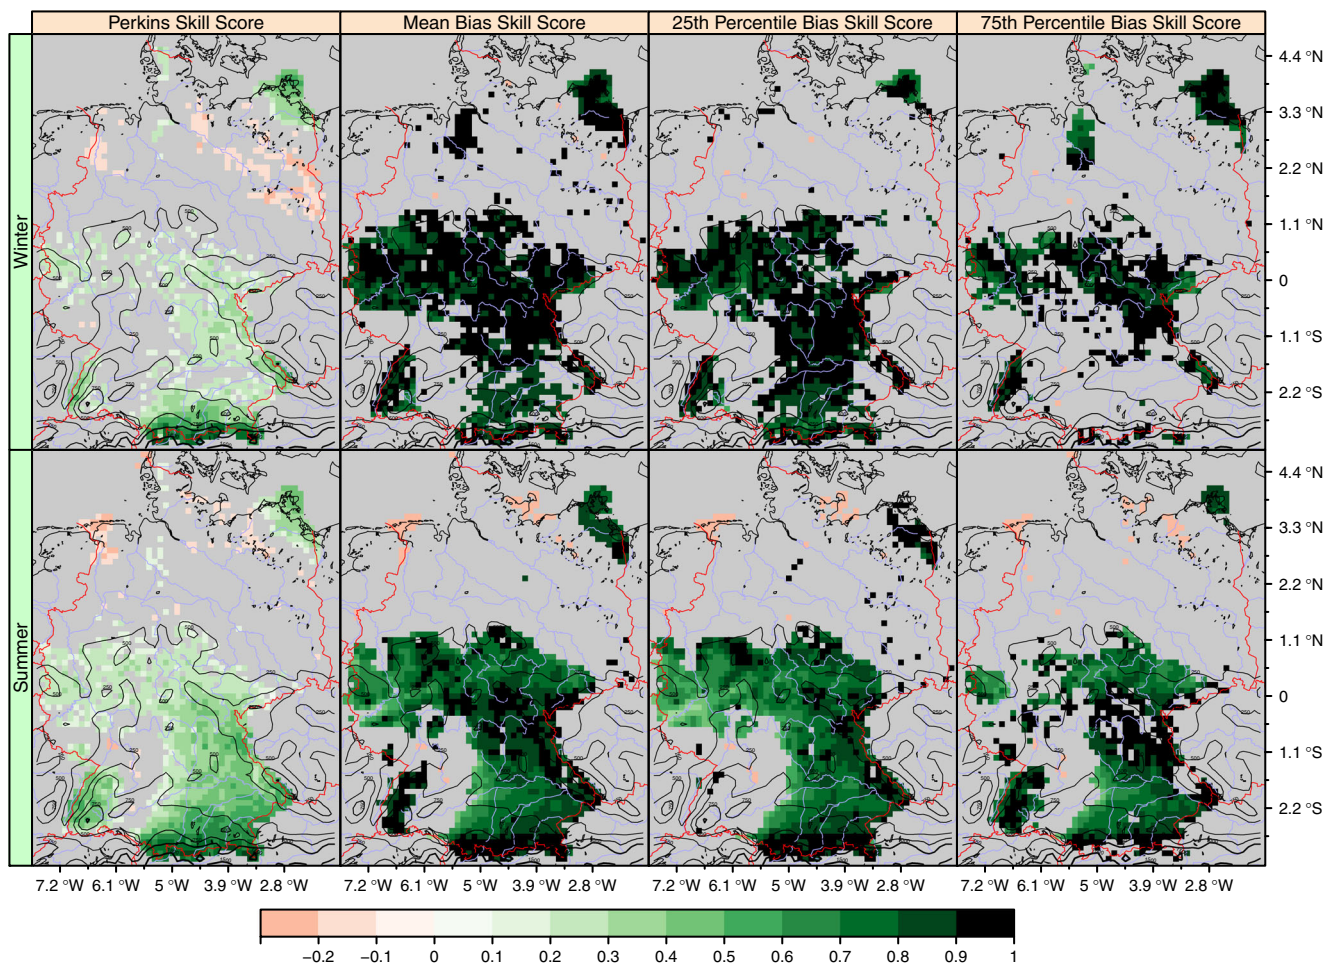 Perkins Skill Score
Mean Bias Skill Score
25th Percentile Bias Skill Score
75th Percentile Bias Skill Score
Winter
4.4 °N
3.3 °N
2.2 °N
1.1 °N
0
1.1 °S
2.2 °S
Summer
4.4 °N
3.3 °N
2.2 °N
1.1 °N
0
1.1 °S
2.2 °S
7.2 °W 6.1 °W 5 °W 3.9 °W 2.8 °W
7.2 °W 6.1 °W 5 °W 3.9 °W 2.8 °W
7.2 °W 6.1 °W 5 °W 3.9 °W 2.8 °W
7.2 °W 6.1 °W 5 °W 3.9 °W 2.8 °W
−0.2 −0.1 0 0.1 0.2 0.3 0.4 0.5 0.6 0.7 0.8 0.9 1